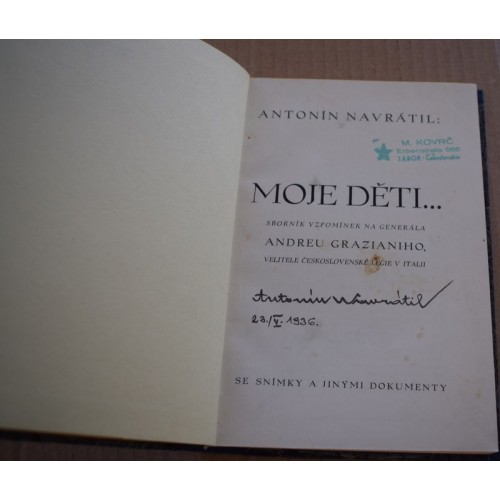 ANTONÍN NAVRÁTIL:
M. KOVRČ
TÁBOR
MOJE DĚTI...
SBORNÍK VZPOMÍNEK NA GENERÁLA
ANDREU GRAZIANIHO,
VELITELE ČESKOSLOVENSKÉ LEGIE V ITALII
Antonín Navrátil
23./V. 1936.
SE SNÍMKY A JINÝMI DOKUMENTY